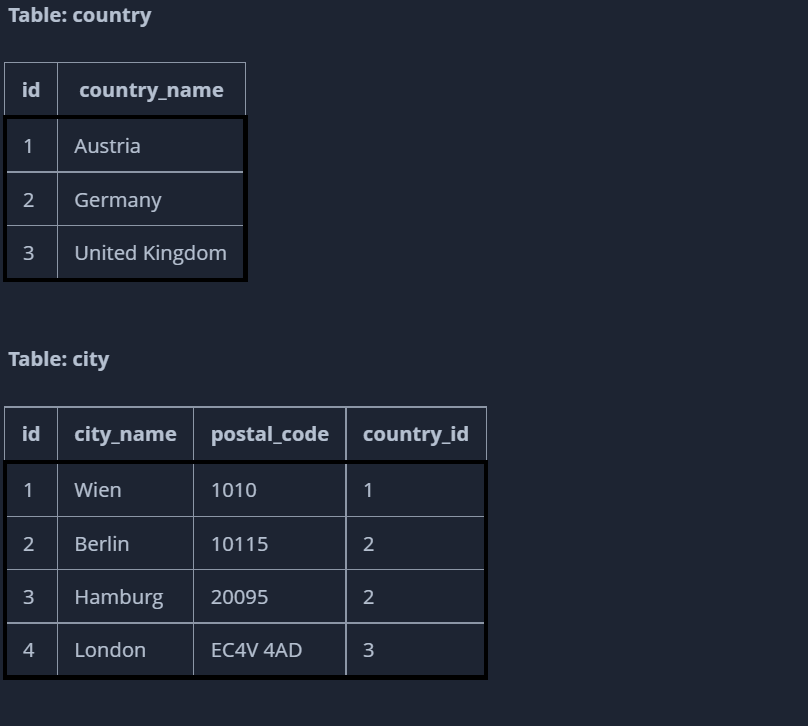 Table: country
id country_name
1 Austria
2 Germany
3 United Kingdom
Table: city
id city_name postal_code country_id
1 Wien 1010 1
2 Berlin 10115 2
3 Hamburg 20095 2
4 London EC4V 4AD 3